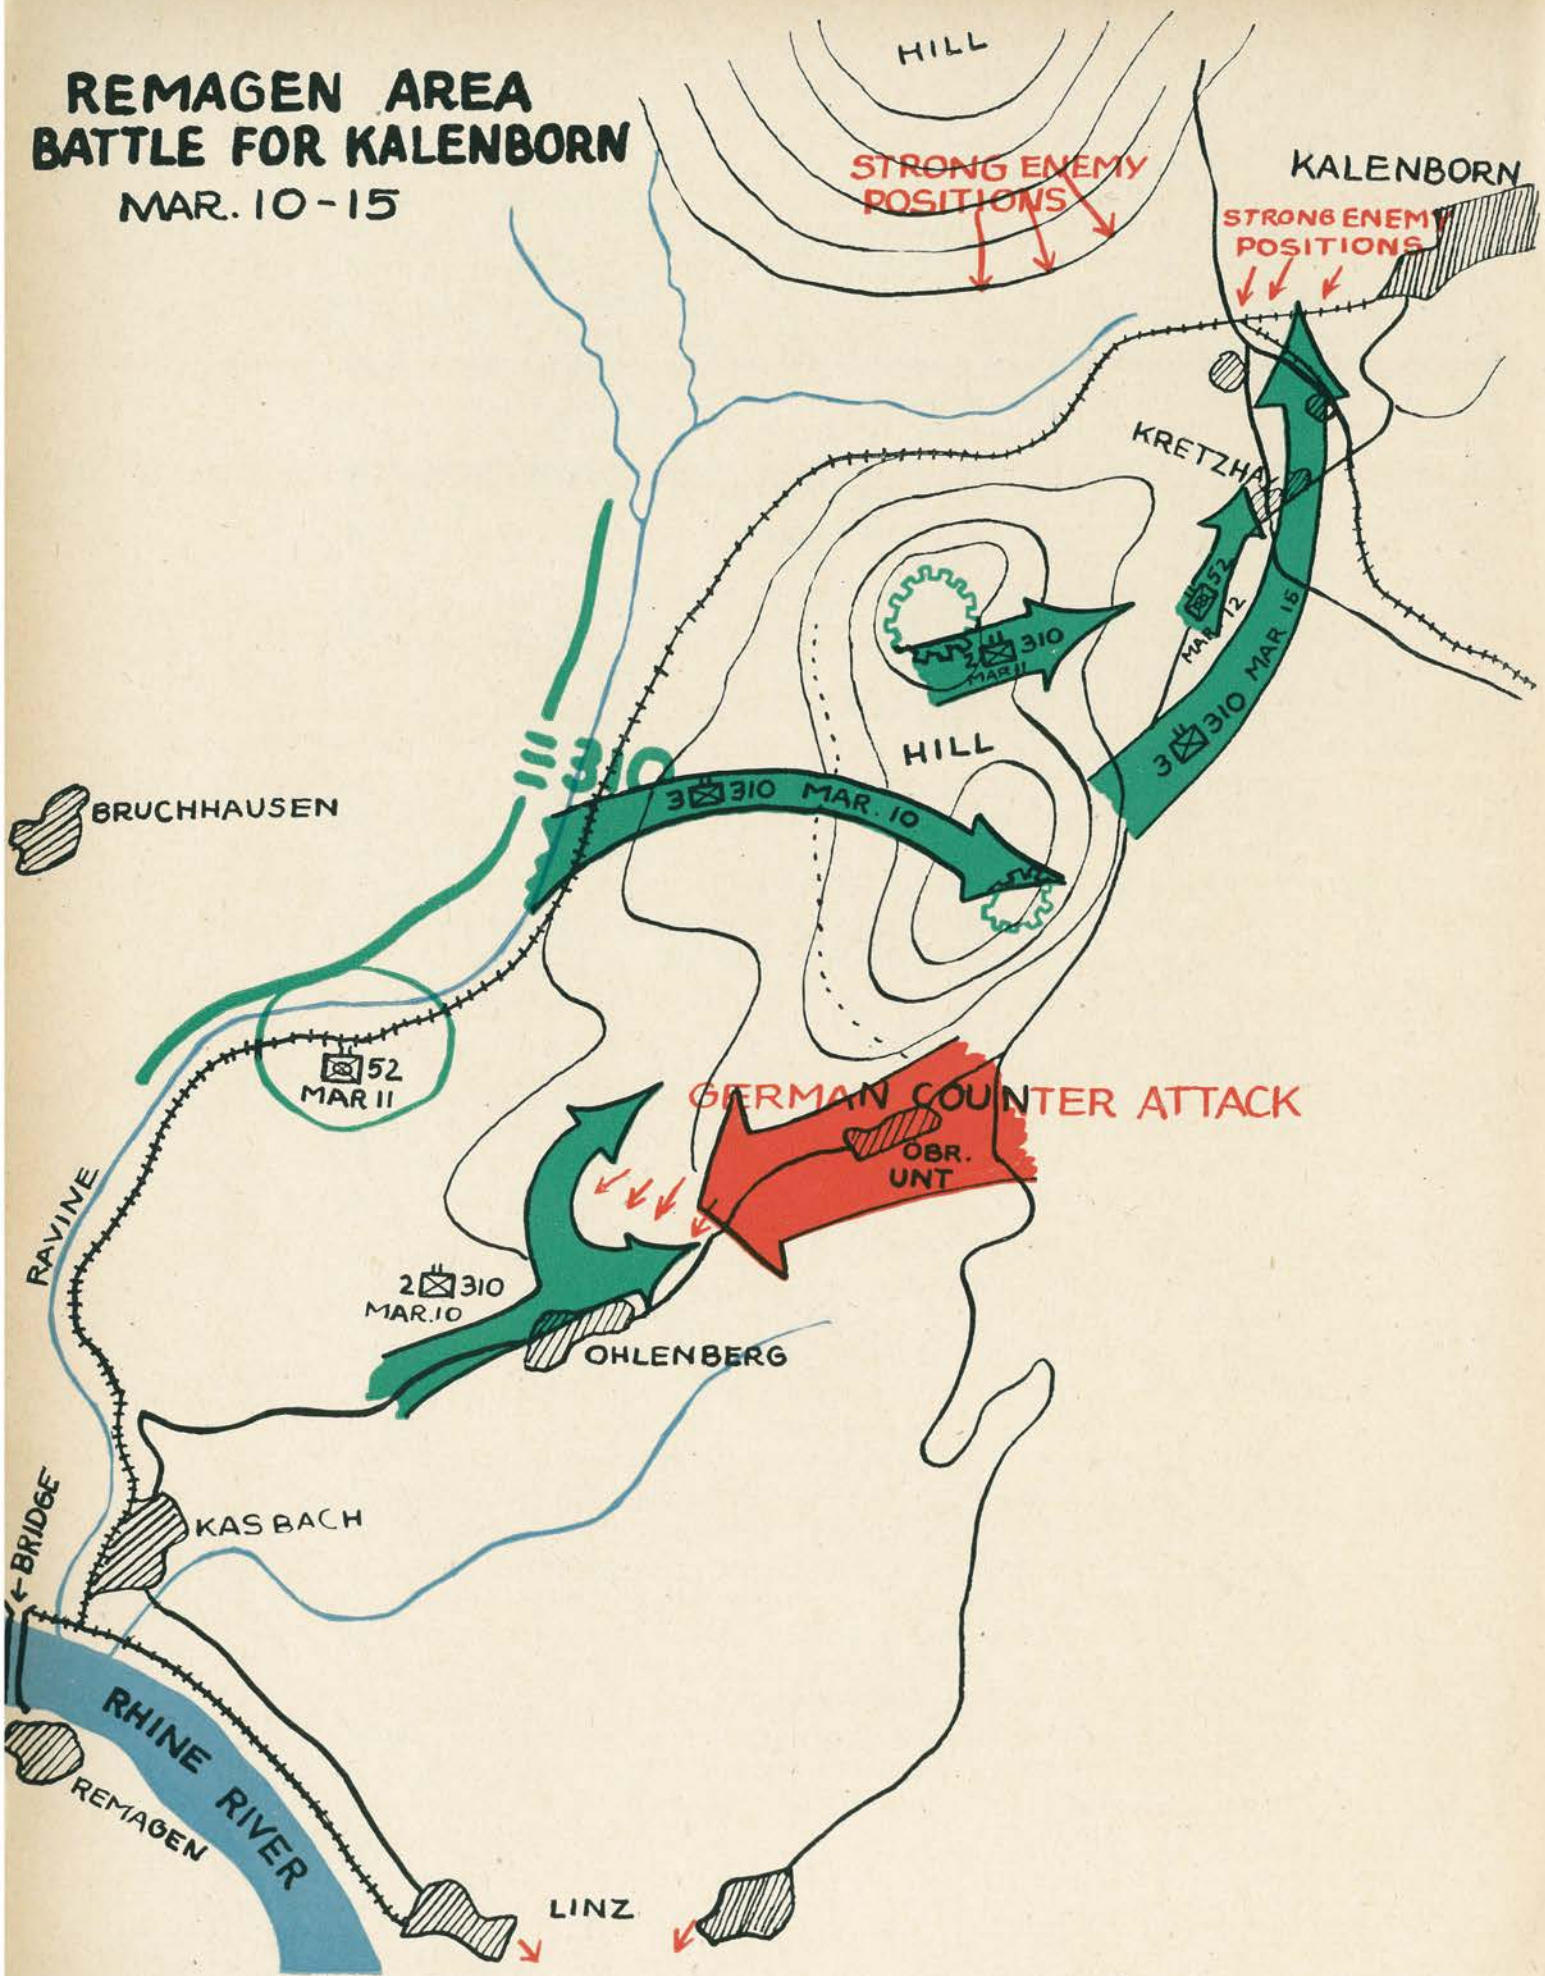 HILL
REMAGEN AREA
BATTLE FOR KALENBORN
MAR. 10-15
STRONG ENEMY
POSITIONS
KALENBORN
STRONG ENEMY
POSITIONS
KRETZHA
52
MAR 12
2 310
MAR 11
3 310 MAR 15
HILL
310
3 310 MAR. 10
BRUCHHAUSEN
52
MAR 11
GERMAN COUNTER ATTACK
OBR.
UNT
RAVINE
2 310
MAR. 10
OHLENBERG
KASBACH
←BRIDGE
RHINE RIVER
REMAGEN
LINZ